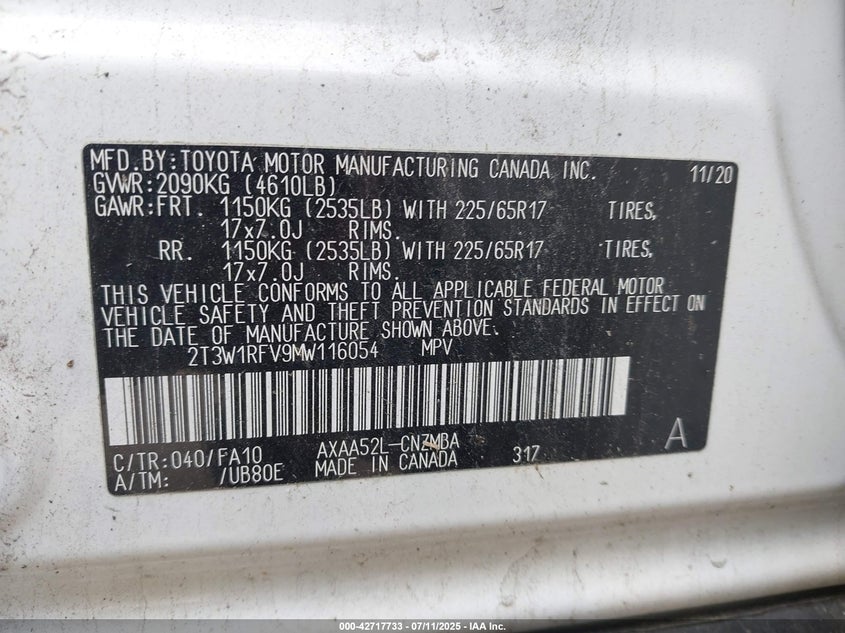 MFD.BY:TOYOTA MOTOR MANUFACTURING CANADA INC. 11/20
GVWR:2090KG (4610LB)
GAWR:FRT. 1150KG (2535LB) WITH 225/65R17 TIRES,
17x7.0J RIMS.
RR. 1150KG (2535LB) WITH 225/65R17 TIRES,
17x7.0J RIMS.
THIS VEHICLE CONFORMS TO ALL APPLICABLE FEDERAL MOTOR
VEHICLE SAFETY AND THEFT PREVENTION STANDARDS IN EFFECT ON
THE DATE OF MANUFACTURE SHOWN ABOVE.
2T3W1RFV9MW116054 MPV
C/TR:040/FA10 AXAA52L-CNZMBA 317 A
A/TM: /UB80E MADE IN CANADA
000-42717733 - 07/11/2025 - IAA Inc.